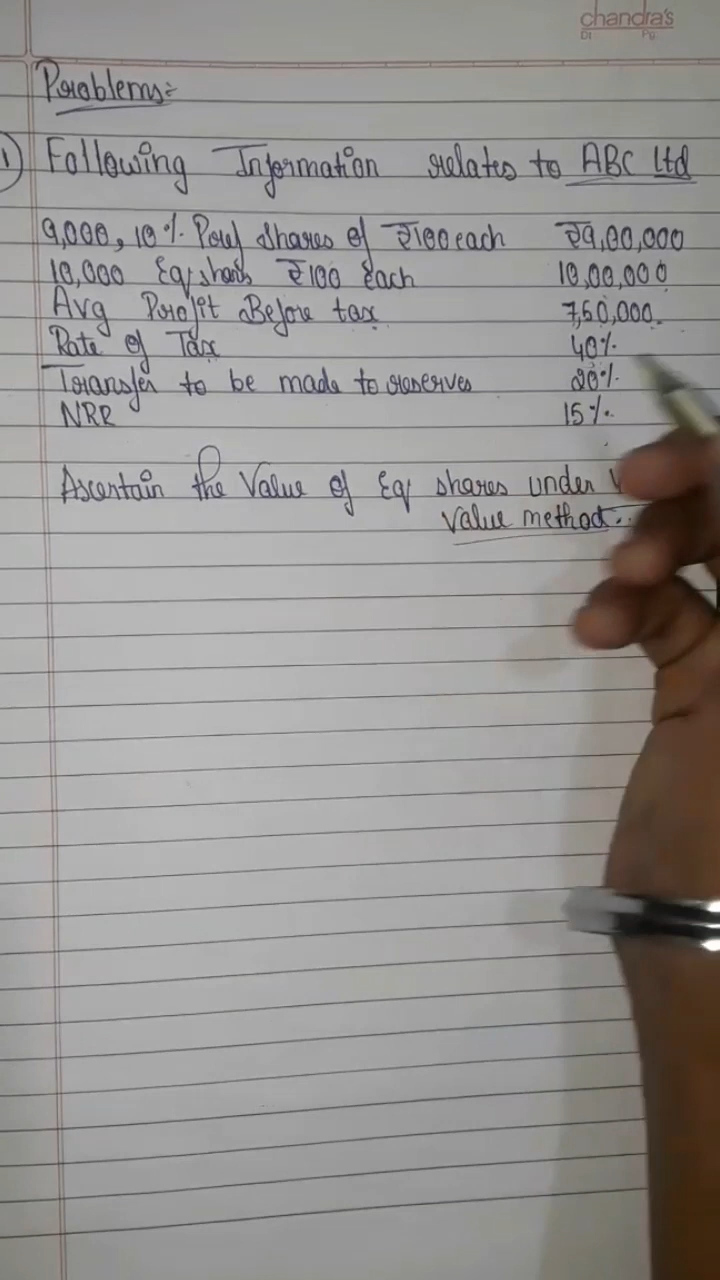 chandra's
Dt Pg.
Problems:-
1) Following Information relates to ABC Ltd
9,000, 10% Pref shares of ₹100 each ₹9,00,000
10,000 Eq shares ₹100 each 10,00,000
Avg Profit Before tax 7,50,000
Rate of Tax 40%
Transfer to be made to reserves 20%
NRR 15%
Ascertain the Value of Eq shares under
Value method.